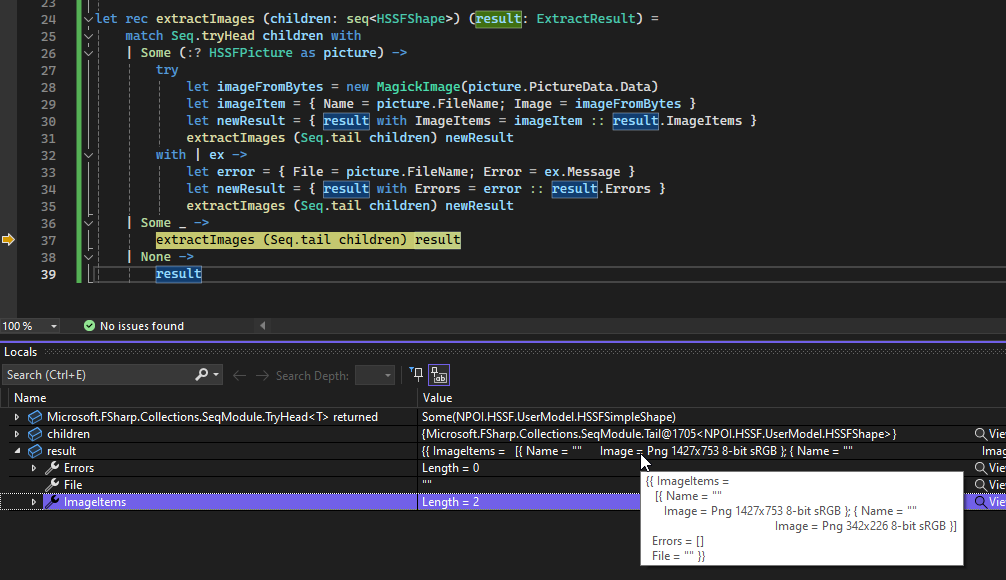 23
24 let rec extractImages (children: seq<HSSFShape>) (result: ExtractResult) =
25 match Seq.tryHead children with
26 | Some (:? HSSFPicture as picture) ->
27 try
28 let imageFromBytes = new MagickImage(picture.PictureData.Data)
29 let imageItem = { Name = picture.FileName; Image = imageFromBytes }
30 let newResult = { result with ImageItems = imageItem :: result.ImageItems }
31 extractImages (Seq.tail children) newResult
32 with | ex ->
33 let error = { File = picture.FileName; Error = ex.Message }
34 let newResult = { result with Errors = error :: result.Errors }
35 extractImages (Seq.tail children) newResult
36 | Some _ ->
37 extractImages (Seq.tail children) result
38 | None ->
39 result
100 % No issues found
Locals
Search (Ctrl+E) Search Depth:
Name Value
Microsoft.FSharp.Collections.SeqModule.TryHead<T> returned Some(NPOI.HSSF.UserModel.HSSFSimpleShape)
children {Microsoft.FSharp.Collections.SeqModule.Tail@1705<NPOI.HSSF.UserModel.HSSFShape>} Vie
result {{ ImageItems = [{ Name = "" Image = Png 1427x753 8-bit sRGB }; { Name = "" Imag Vie
Errors Length = 0 Vie
File "" Vie
ImageItems Length = 2 Vie
{{ ImageItems =
[{ Name = ""
Image = Png 1427x753 8-bit sRGB }; { Name = ""
Image = Png 342x226 8-bit sRGB }]
Errors = []
File = "" }}